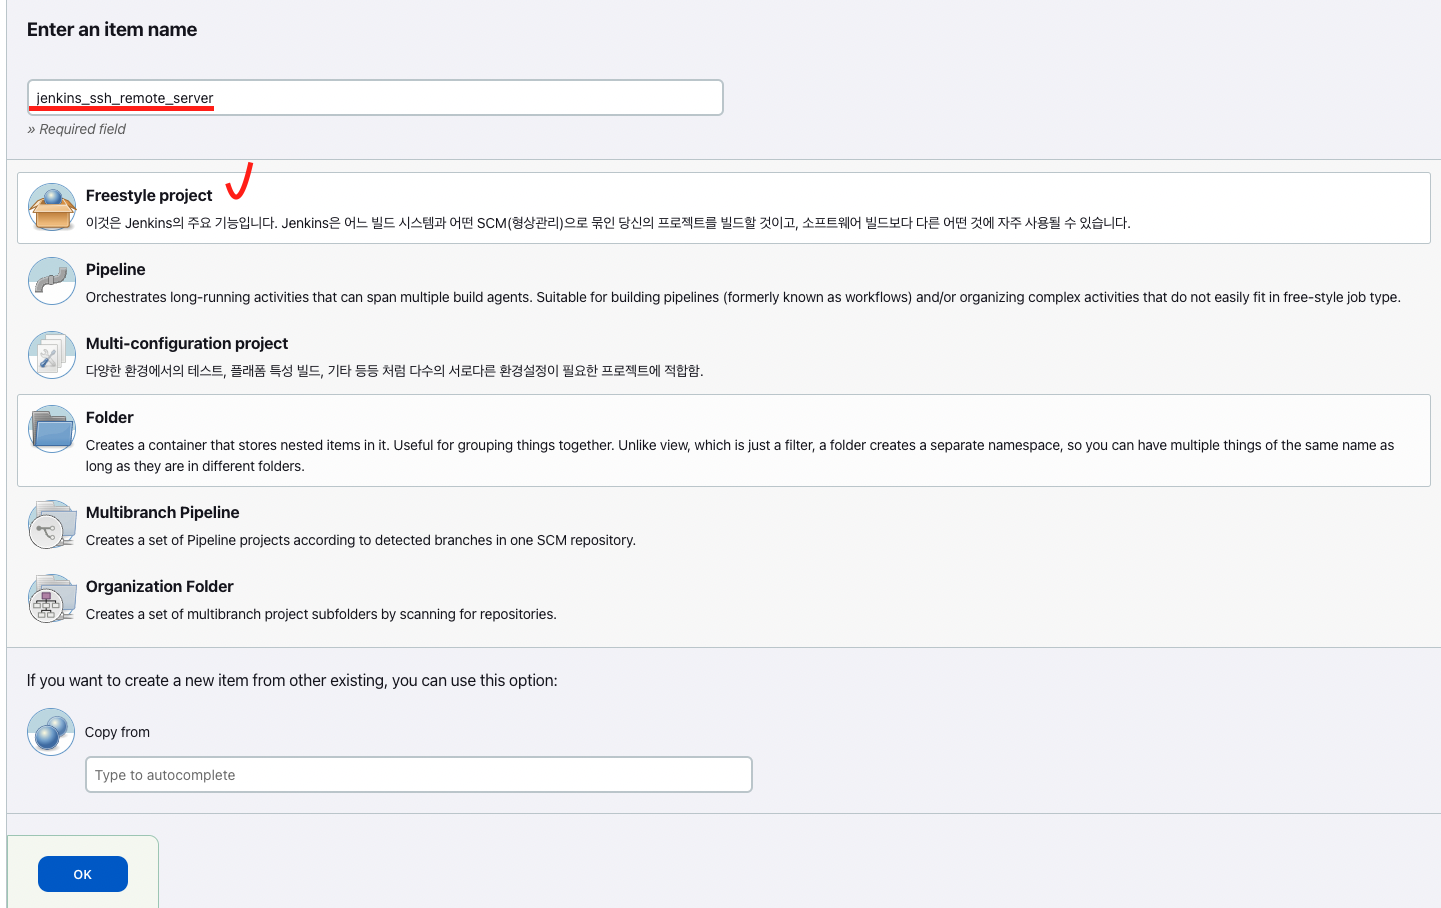 Enter an item name
jenkins_ssh_remote_server
» Required field
Freestyle project
이것은 Jenkins의 주요 기능입니다. Jenkins은 어느 빌드 시스템과 어떤 SCM(형상관리)으로 묶인 당신의 프로젝트를 빌드할 것이고, 소프트웨어 빌드보다 다른 어떤 것에 자주 사용될 수 있습니다.
Pipeline
Orchestrates long-running activities that can span multiple build agents. Suitable for building pipelines (formerly known as workflows) and/or organizing complex activities that do not easily fit in free-style job type.
Multi-configuration project
다양한 환경에서의 테스트, 플래폼 특성 빌드, 기타 등등 처럼 다수의 서로다른 환경설정이 필요한 프로젝트에 적합함.
Folder
Creates a container that stores nested items in it. Useful for grouping things together. Unlike view, which is just a filter, a folder creates a separate namespace, so you can have multiple things of the same name as
long as they are in different folders.
Multibranch Pipeline
Creates a set of Pipeline projects according to detected branches in one SCM repository.
Organization Folder
Creates a set of multibranch project subfolders by scanning for repositories.
If you want to create a new item from other existing, you can use this option:
Copy from
Type to autocomplete
OK